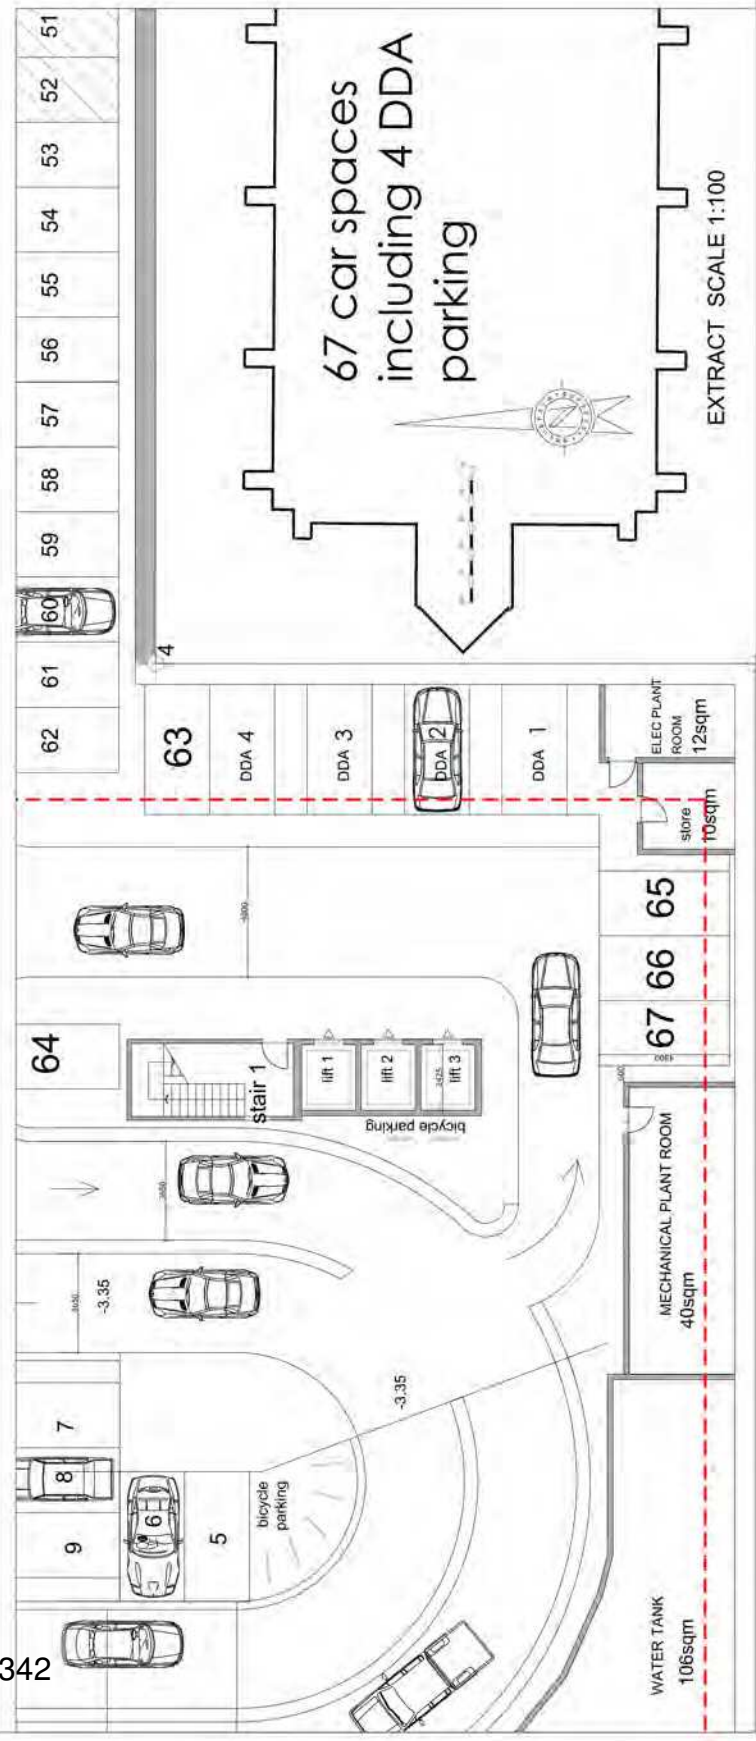 51
52
53
54
55
56
57
58
59
60
61
62
67 car spaces
including 4 DDA
parking
EXTRACT SCALE 1:100
4
63
DDA 4
DDA 3
DDA 2
DDA 1
ELEC PLANT
ROOM
12sqm
store
10sqm
65
66
67
64
stair 1
lift 1
lift 2
lift 3
2425
bicycle parking
MECHANICAL PLANT ROOM
40sqm
-3.35
-3.35
7
8
9
6
5
bicycle
parking
WATER TANK
106sqm
342